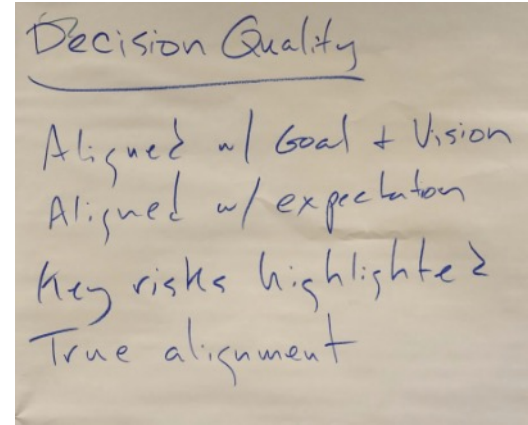 Decision Quality
Aligned w/ Goal + Vision
Aligned w/ expectation
Key risks highlighted
True alignment